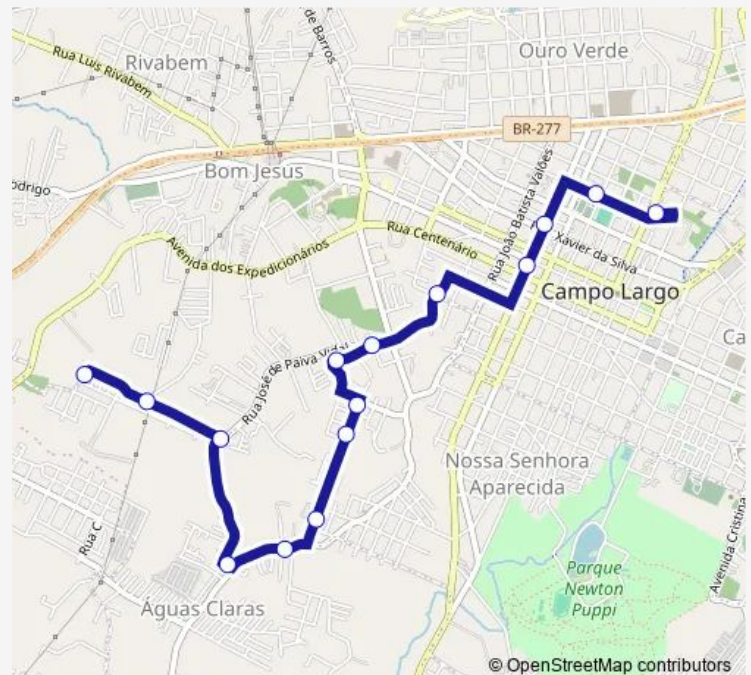 de Barros
Ouro Verde
Rivabem
Rua Luis Rivabem
BR-277
Bom Jesus
odrigo
Rua João Batista Valões
Avenida dos Expedicionários
Rua Centenário
Xavier da Silva
Campo Largo
Ca
Rua José de Paiva Vidal
Nossa Senhora
Aparecida
Rua C
Avenida Cristina
Parque
Newton
Puppi
Águas Claras
© OpenStreetMap contributors